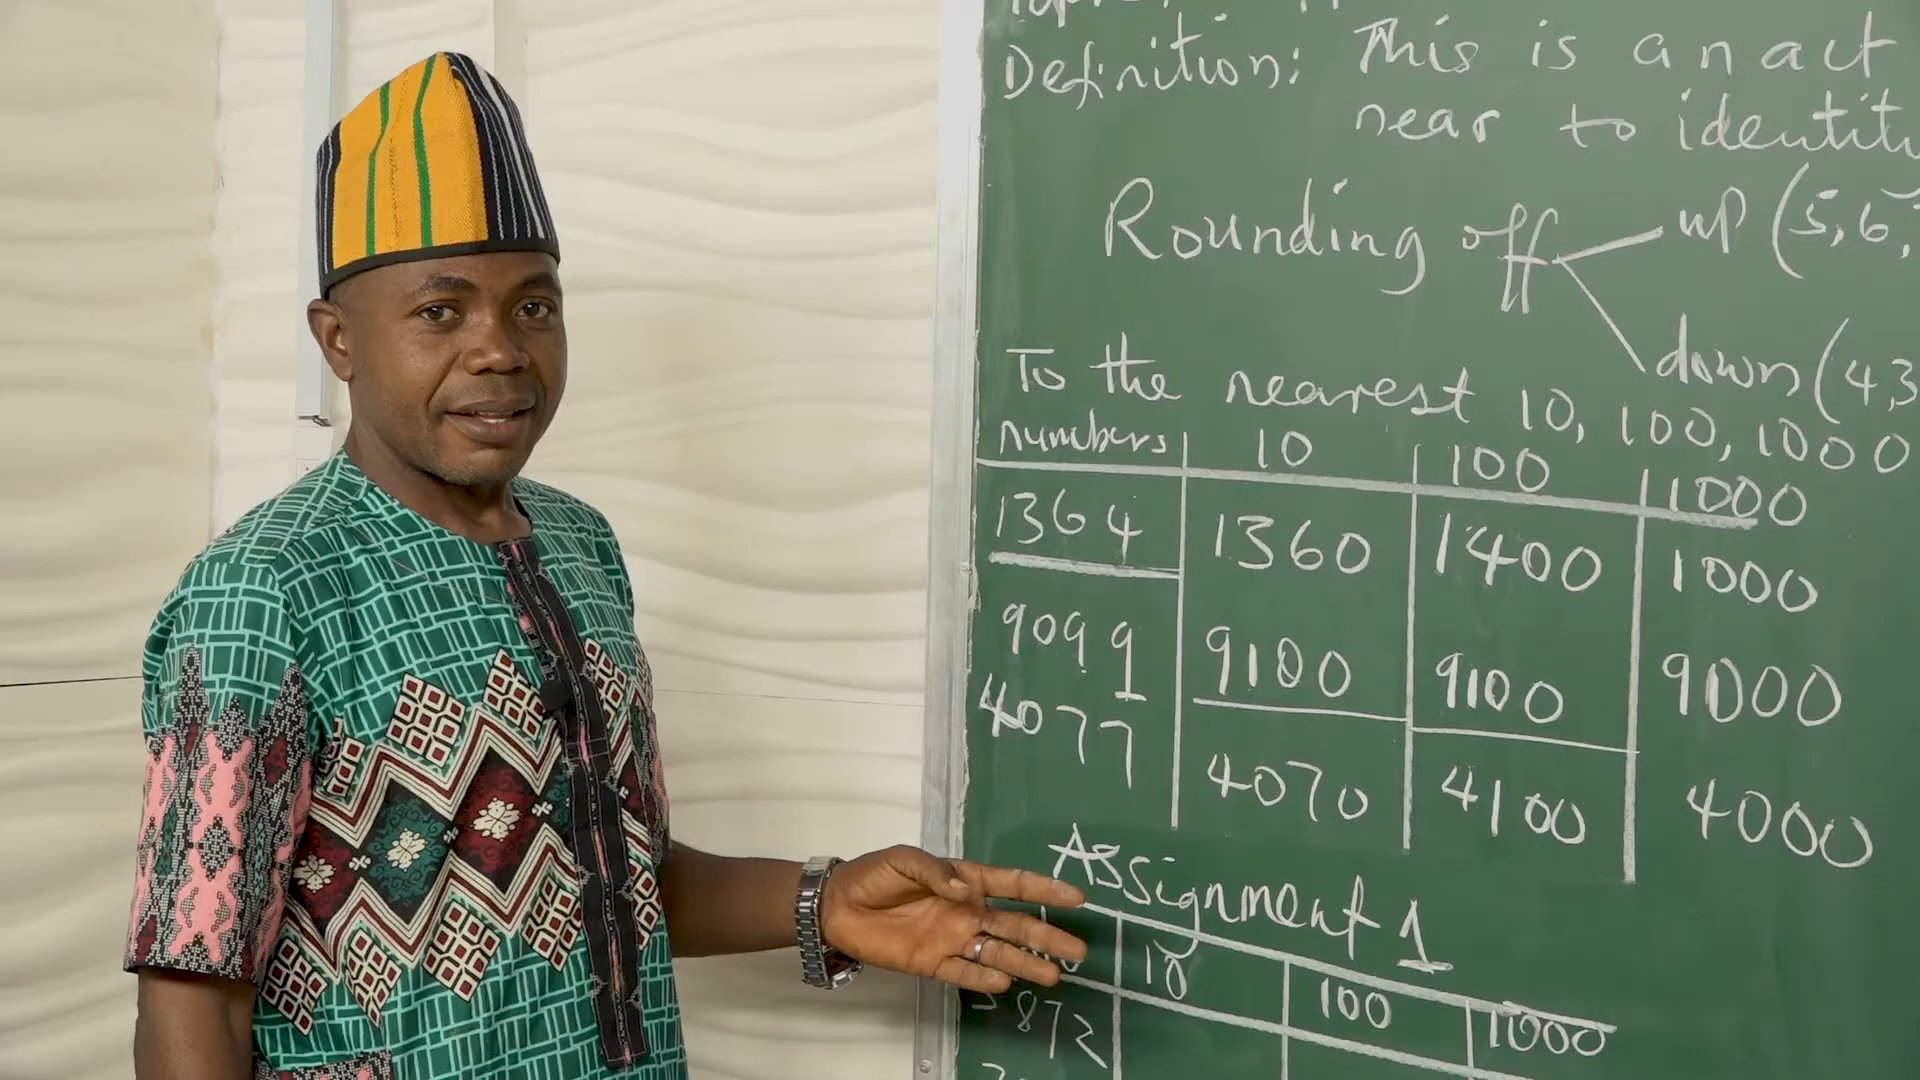 Definition: This is an act
near to identity
Rounding off up (5, 6,
down (4,3
To the nearest 10, 100, 1000
numbers 10 100 1000
1364 1360 1400 1000
9099 9100 9100 9000
4077 4070 4100 4000
Assignment 1
10 100 1000
872